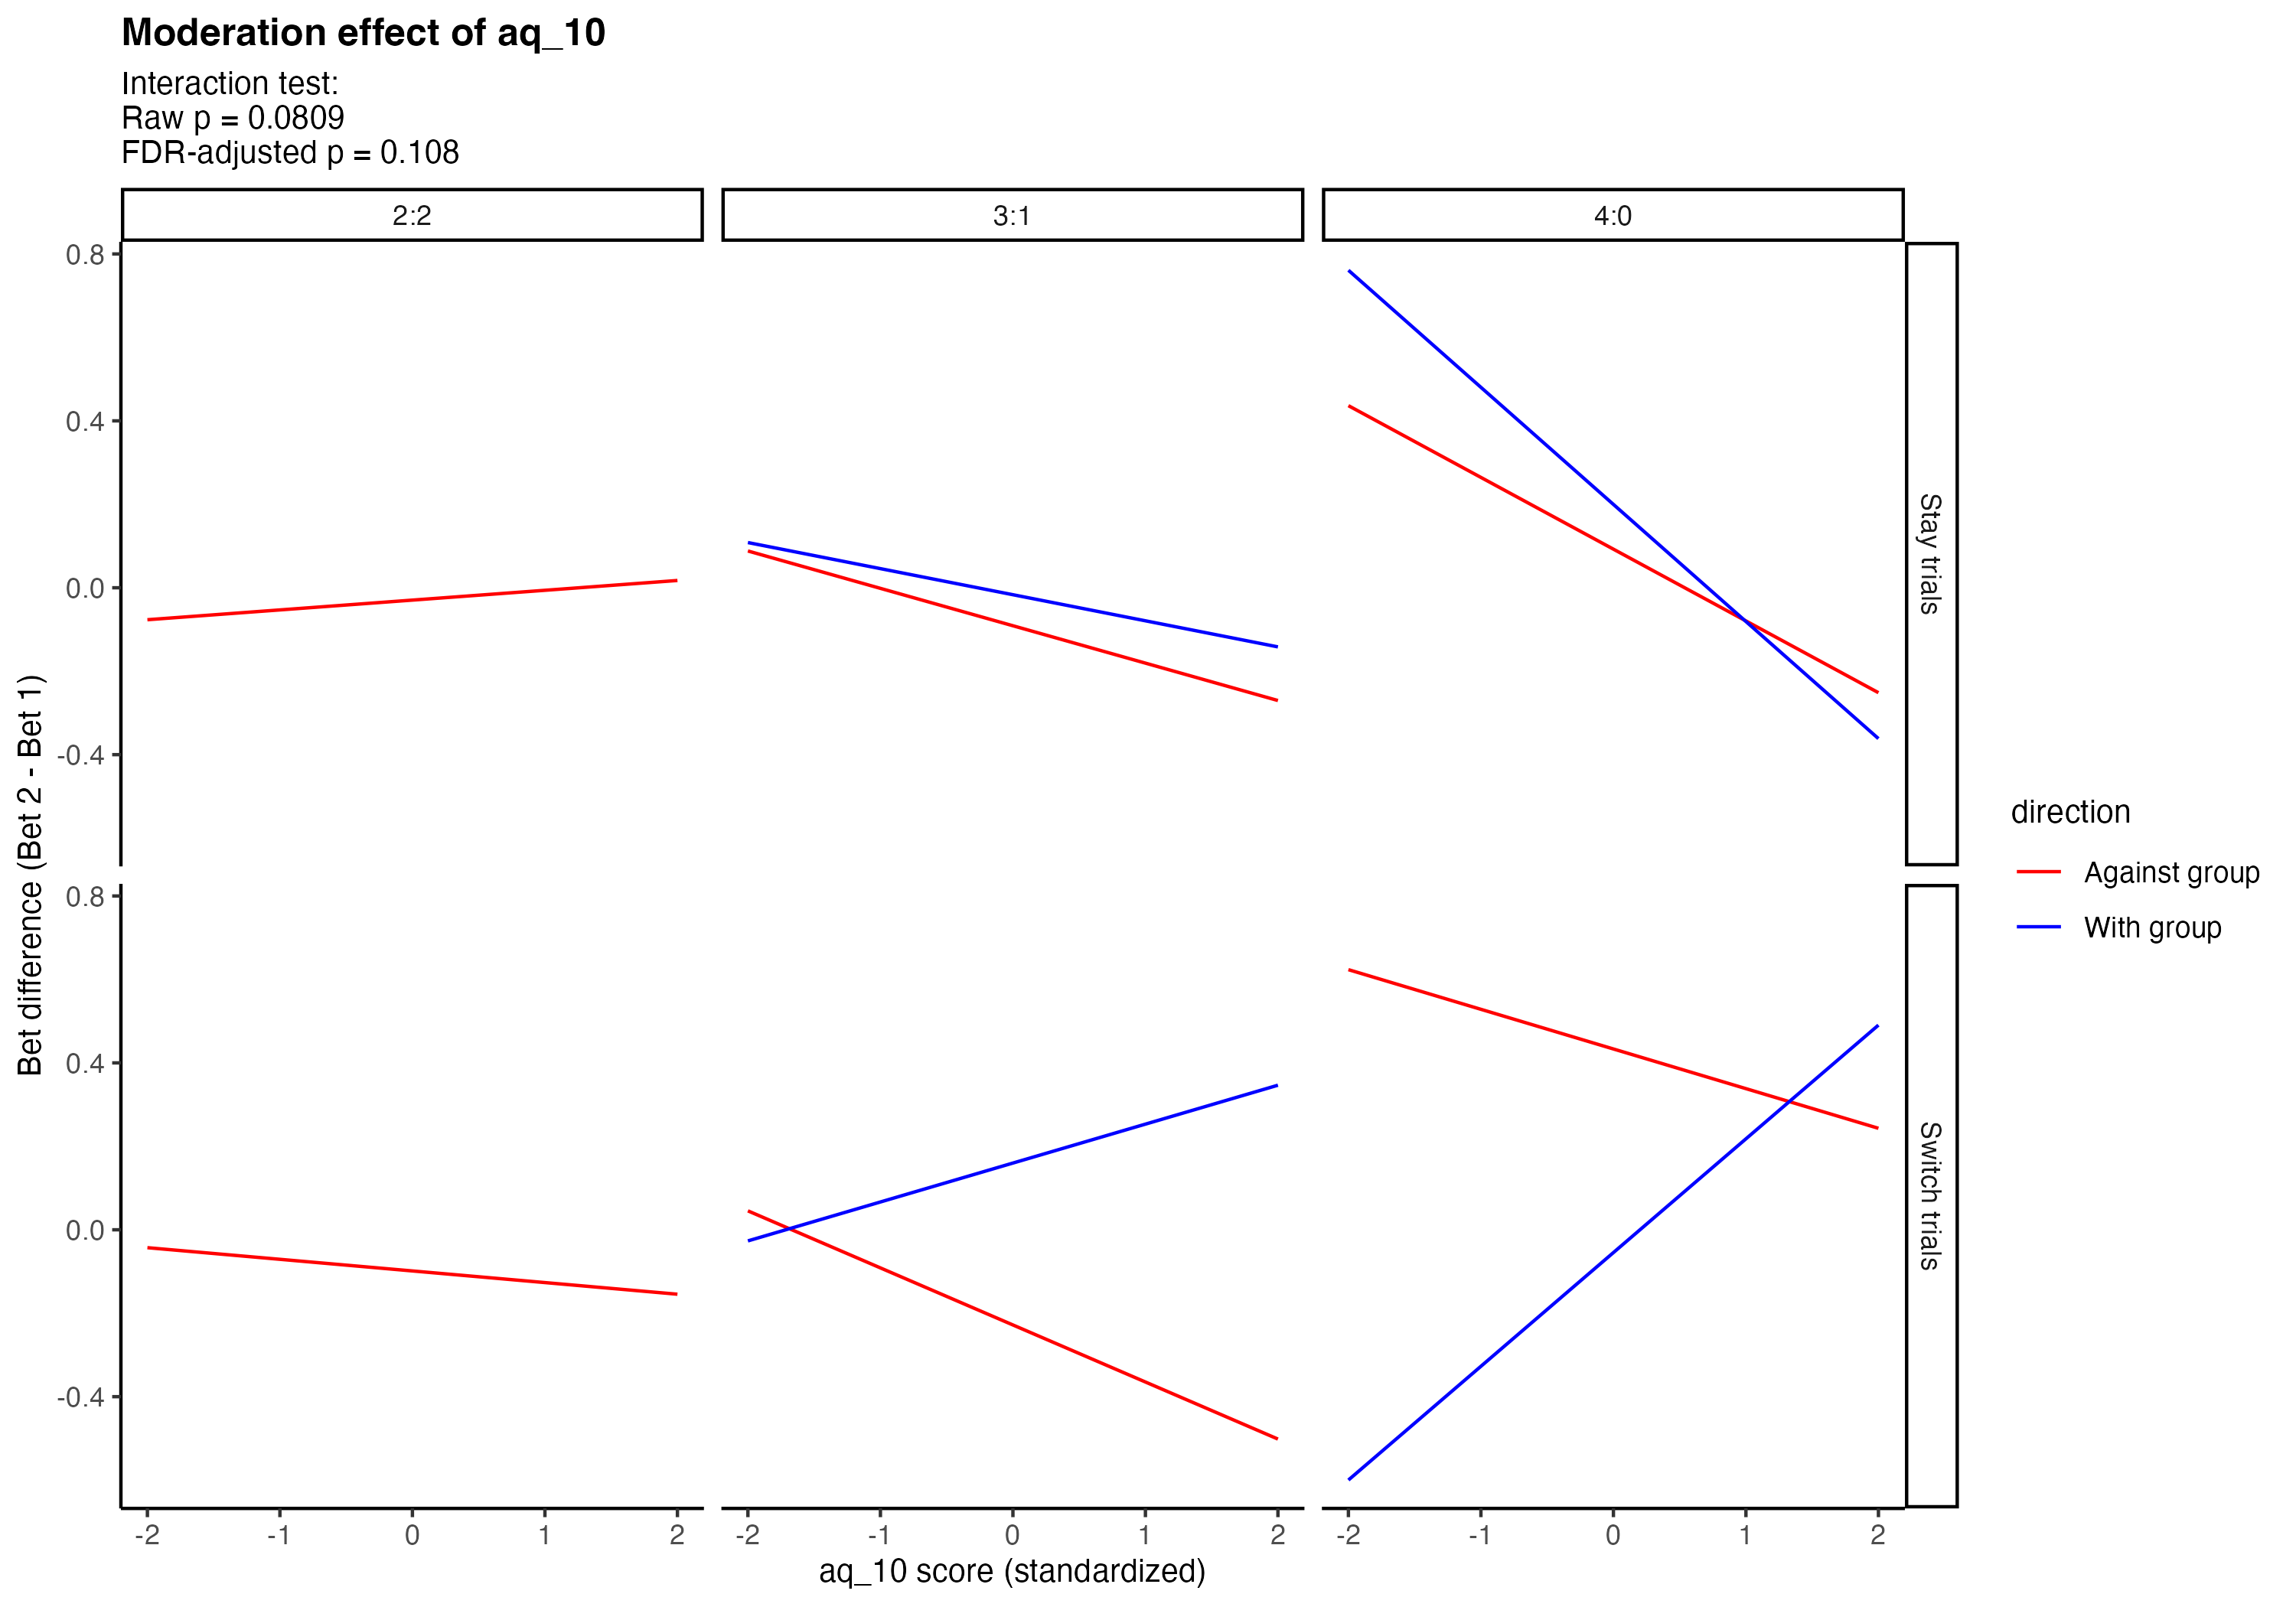 Moderation effect of aq_10
Interaction test:
Raw p = 0.0809
FDR-adjusted p = 0.108
2:2
3:1
4:0
0.8
0.4
0.0
-0.4
Stay trials
0.8
0.4
0.0
-0.4
Switch trials
Bet difference (Bet 2 - Bet 1)
-2
-1
0
1
2
-2
-1
0
1
2
-2
-1
0
1
2
aq_10 score (standardized)
direction
Against group
With group